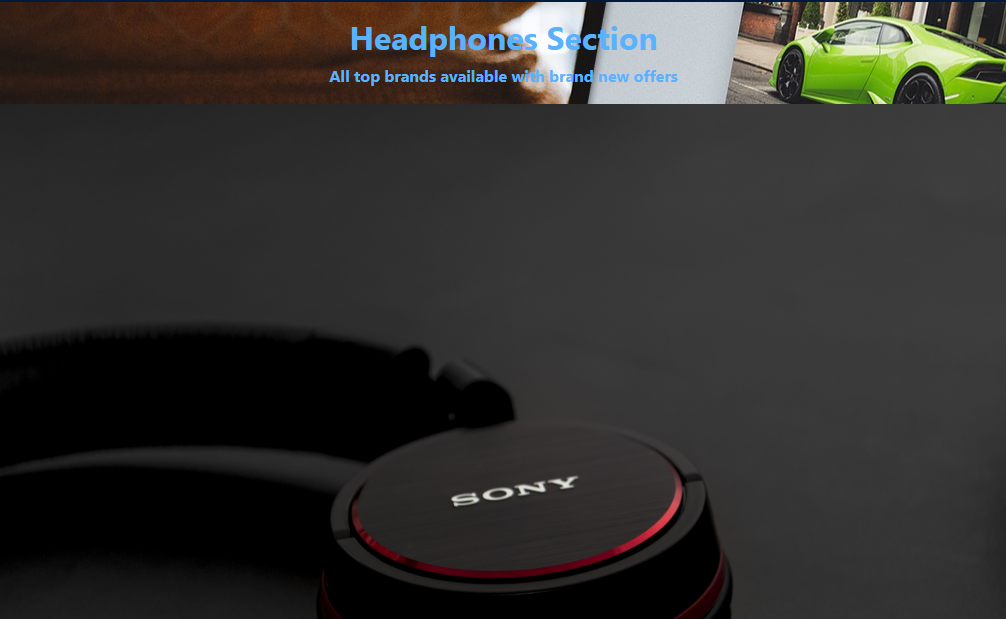 Headphones Section
All top brands available with brand new offers
SONY